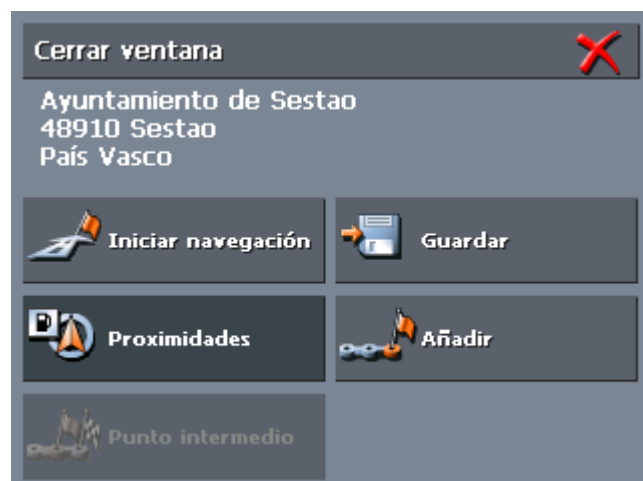 Cerrar ventana
Ayuntamiento de Sestao
48910 Sestao
País Vasco
Iniciar navegación
Guardar
Proximidades
Añadir
Punto intermedio